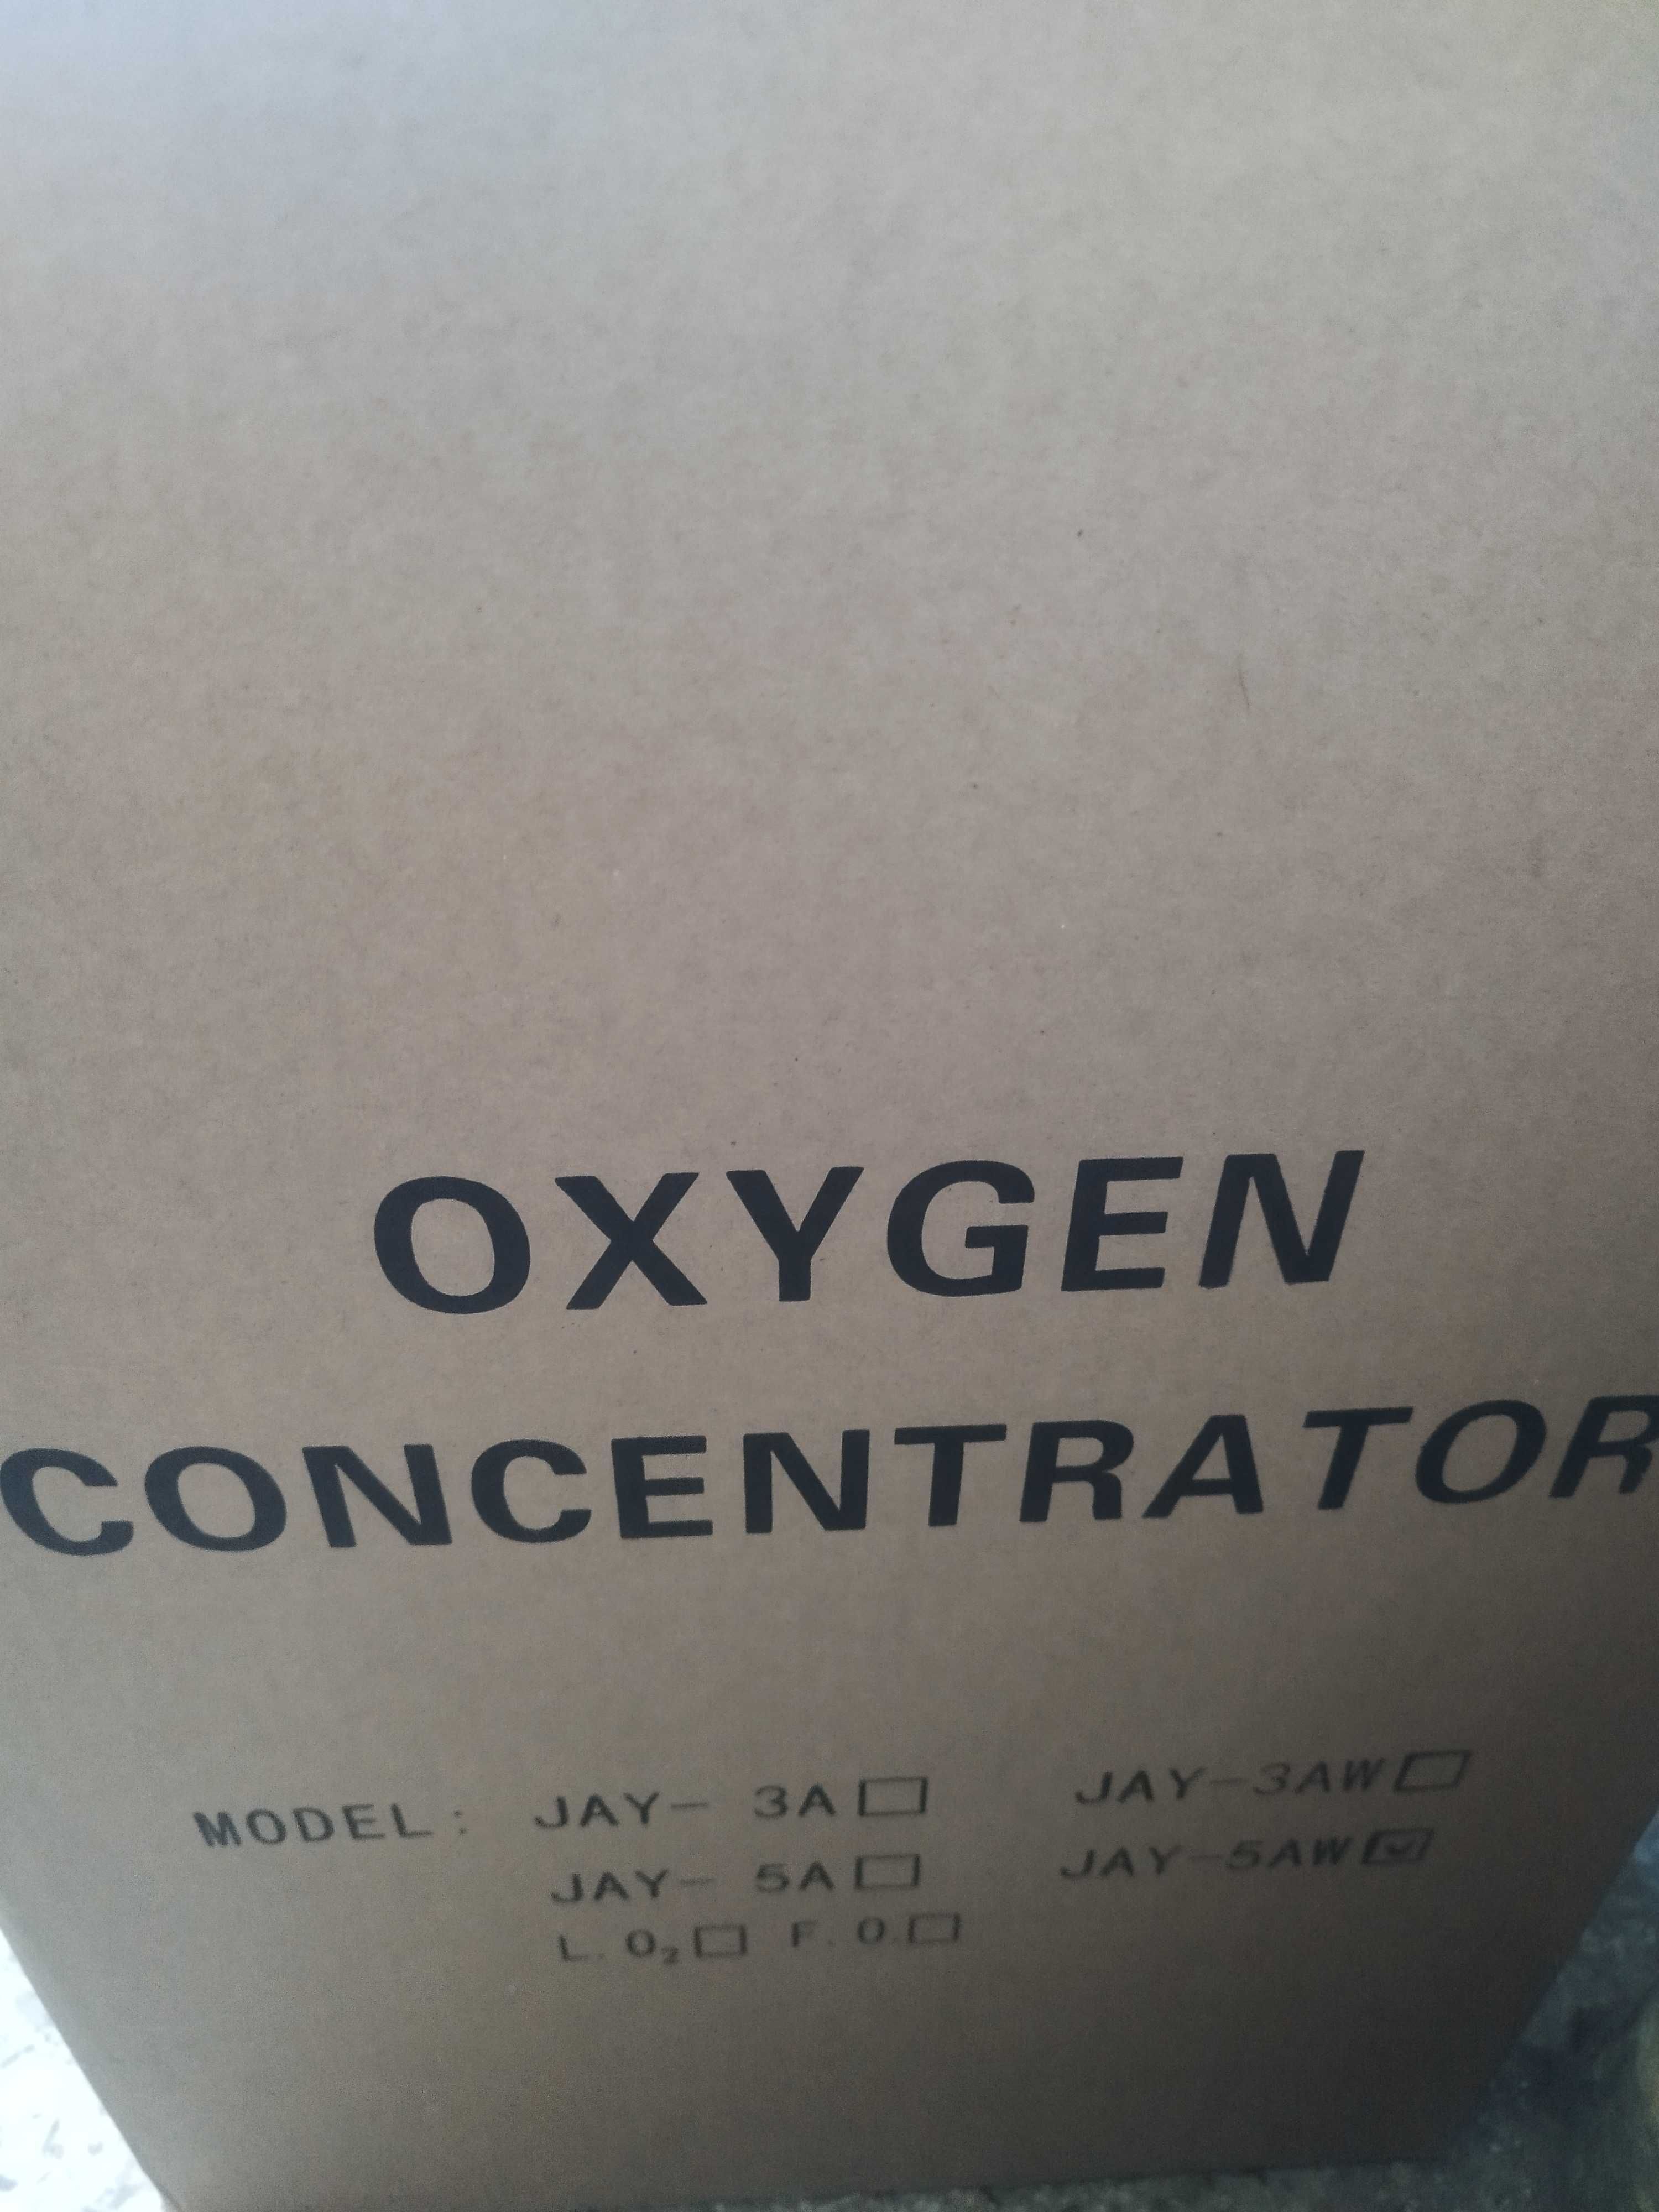 OXYGEN
CONCENTRATOR
MODEL: JAY- 3A☐ JAY-3AW☐
JAY- 5A☐ JAY-5AW☑
L. O₂☐ F. O.☐